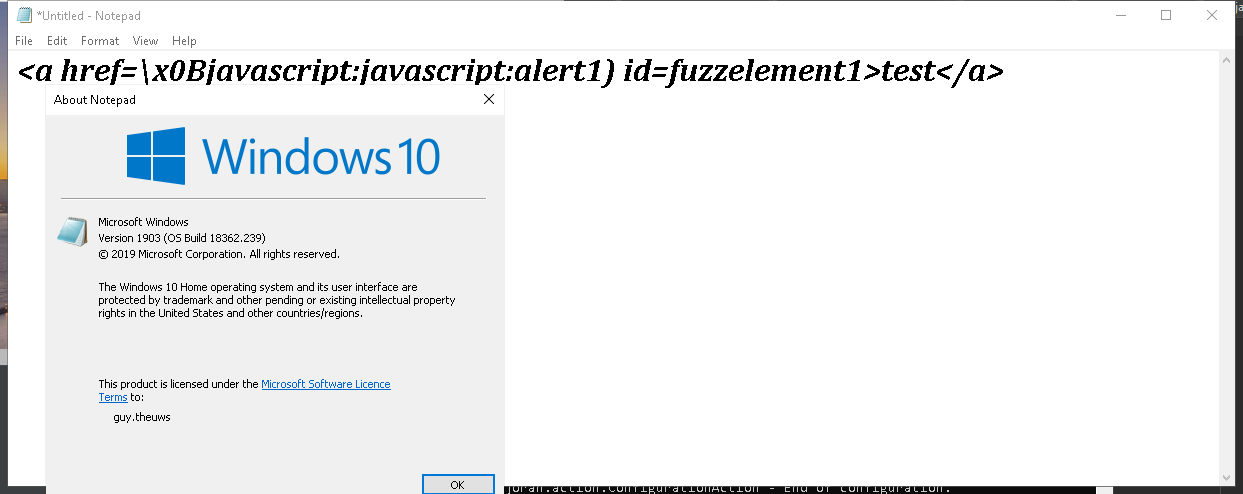 *Untitled - Notepad
File Edit Format View Help
<a href=\x0Bjavascript:javascript:alert1) id=fuzzelement1>test</a>
About Notepad
Windows 10
Microsoft Windows
Version 1903 (OS Build 18362.239)
© 2019 Microsoft Corporation. All rights reserved.
The Windows 10 Home operating system and its user interface are
protected by trademark and other pending or existing intellectual property
rights in the United States and other countries/regions.
This product is licensed under the Microsoft Software Licence
Terms to:
guy.theuws
OK
joran.action.ConfigurationAction - End of configuration.